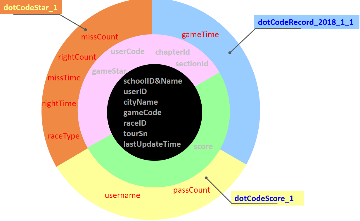 dotCodeStar_1
missCount
gameTime
dotCodeRecord_2018_1_1
rightCount
userCode
chapterId
sectionId
missTime
gameStar
schoolID&Name
userID
cityName
gameCode
raceID
tourSn
lastUpdateTime
rightTime
raceType
score
passCount
username
dotCodeScore_1